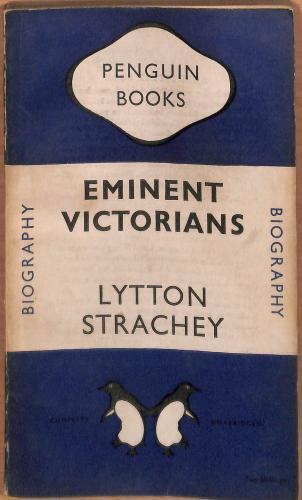 PENGUIN
BOOKS
EMINENT
VICTORIANS
BIOGRAPHY
BIOGRAPHY
LYTTON
STRACHEY
COMPLETE
UNABRIDGED